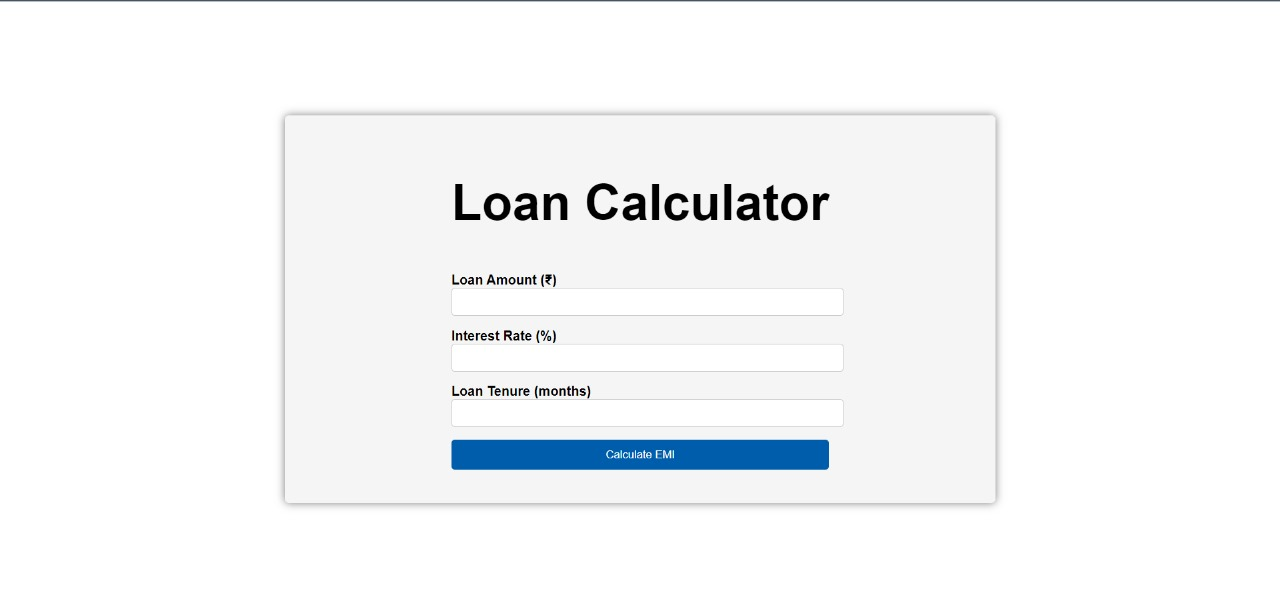 Loan Calculator
Loan Amount (₹)
Interest Rate (%)
Loan Tenure (months)
Calculate EMI